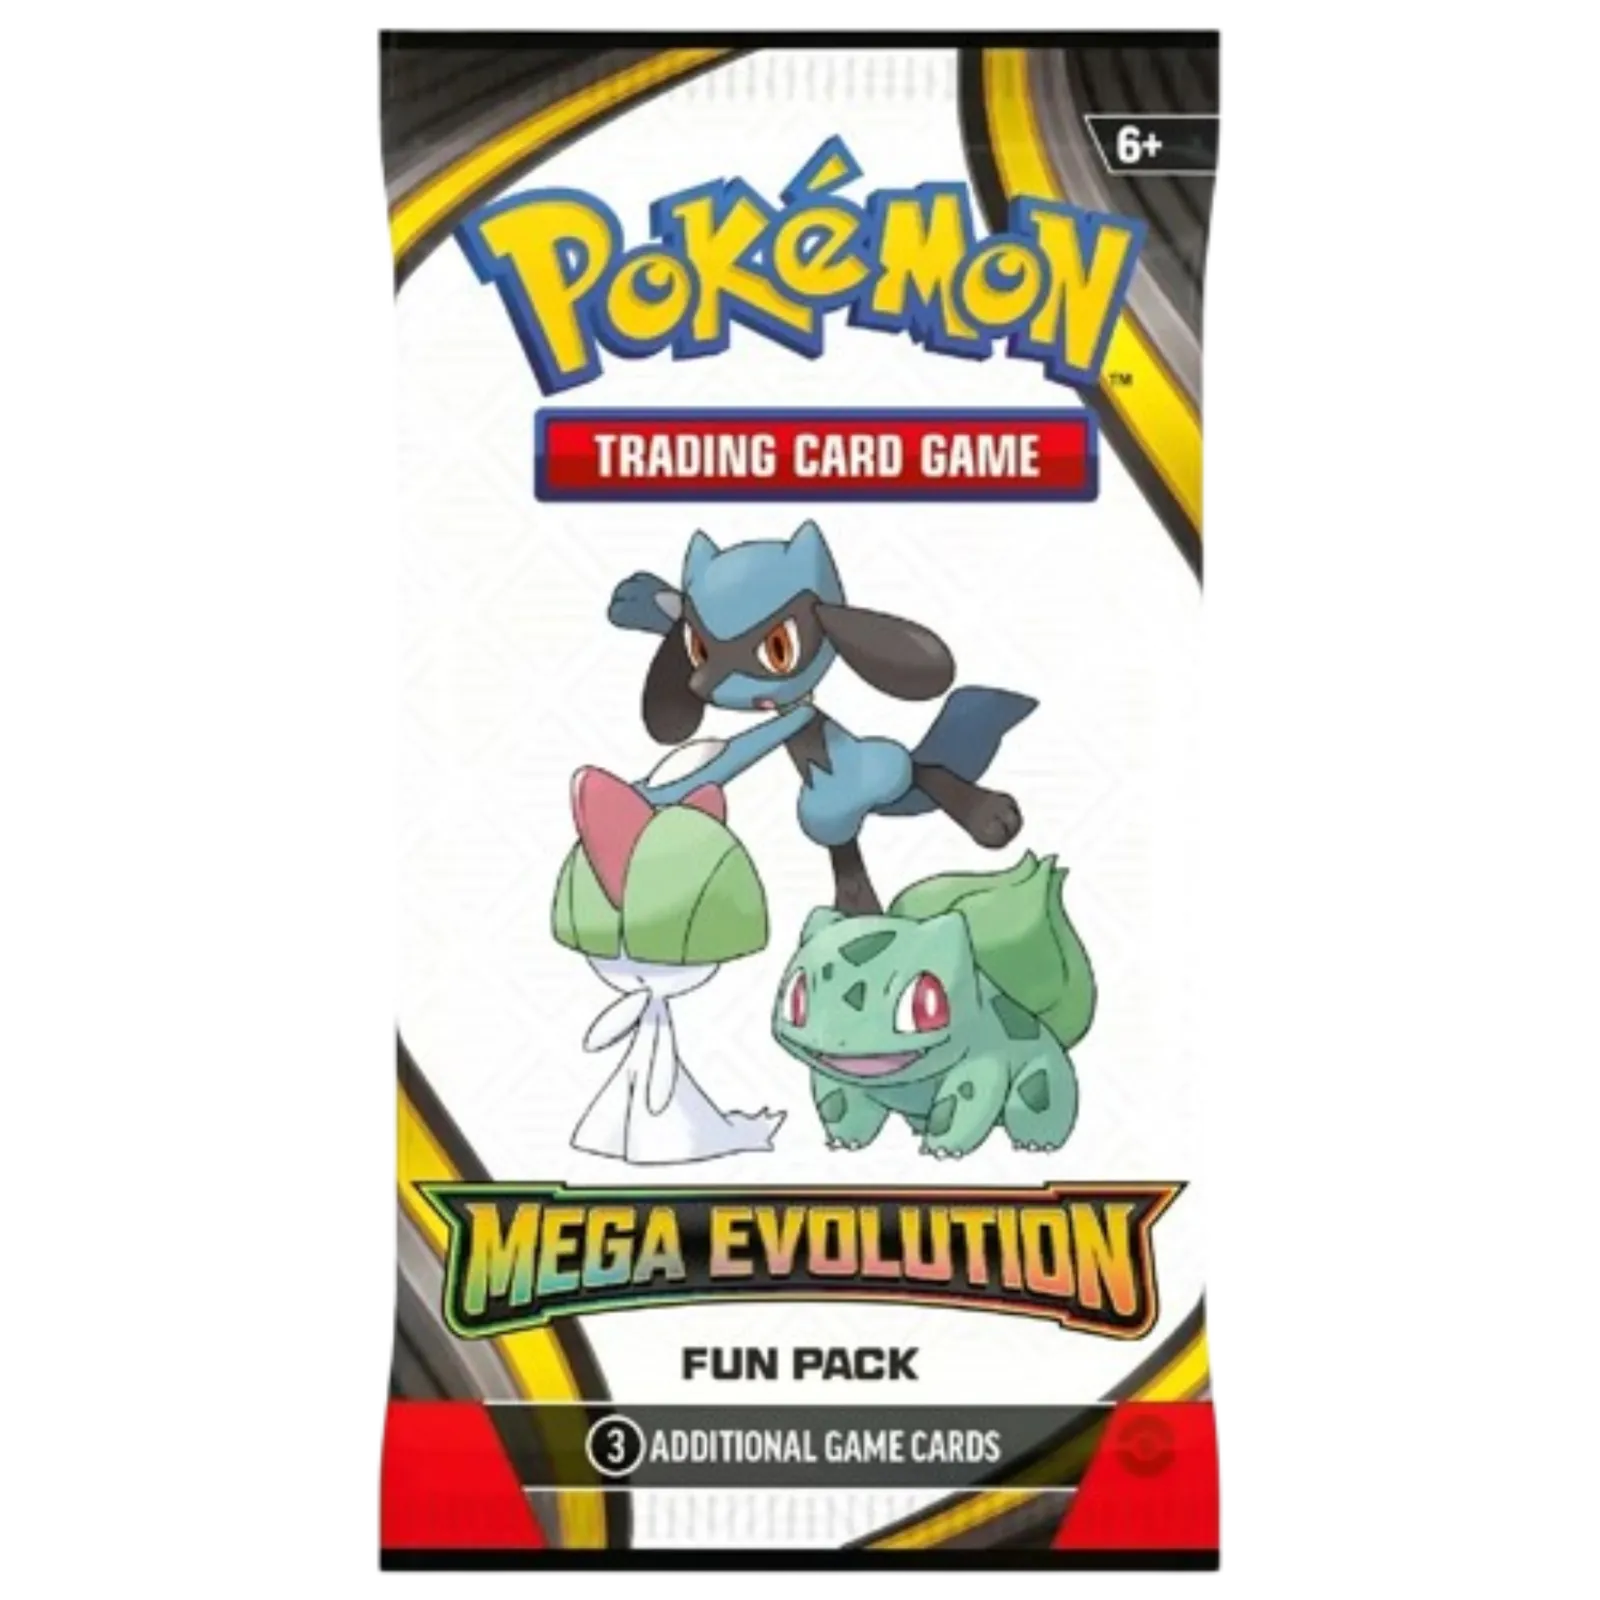 6+
POKéMON
TM
TRADING CARD GAME
MEGA EVOLUTION
FUN PACK
3 ADDITIONAL GAME CARDS